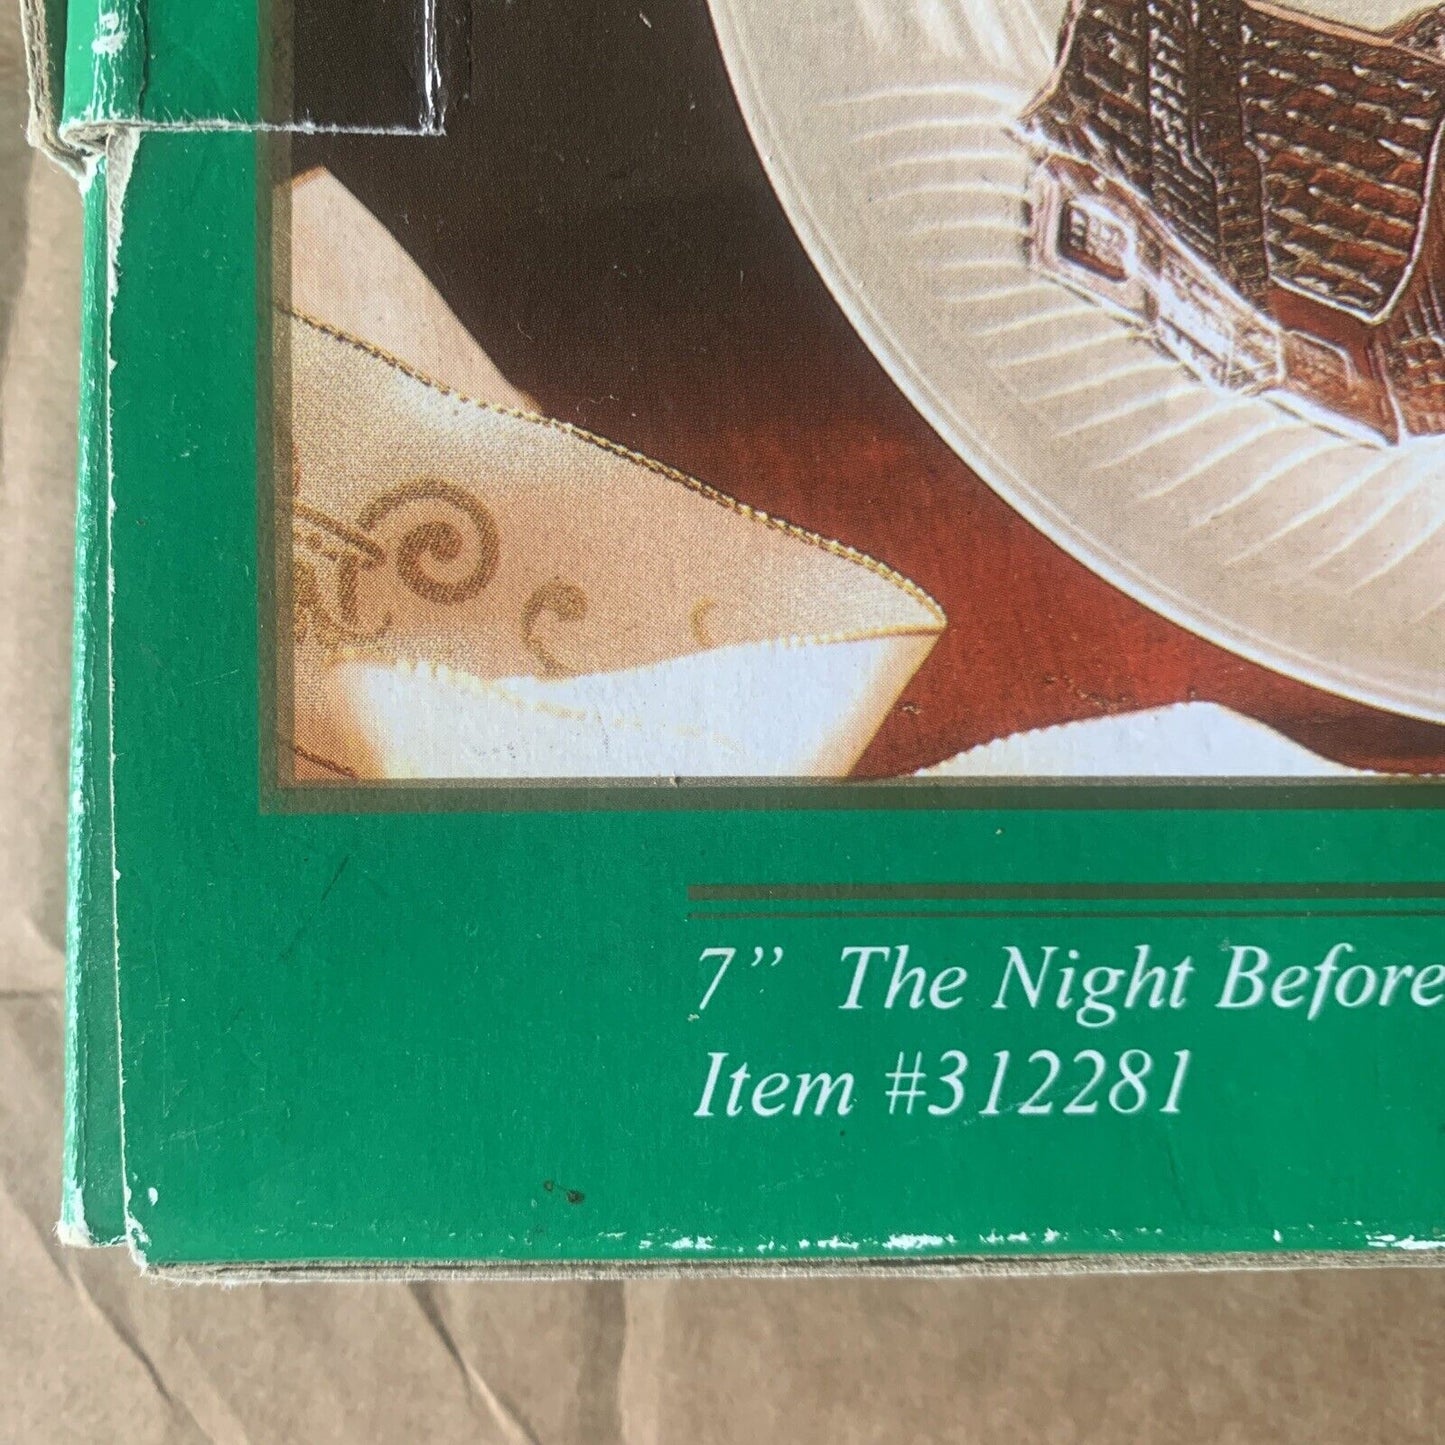 7” The Night Before
Item #312281